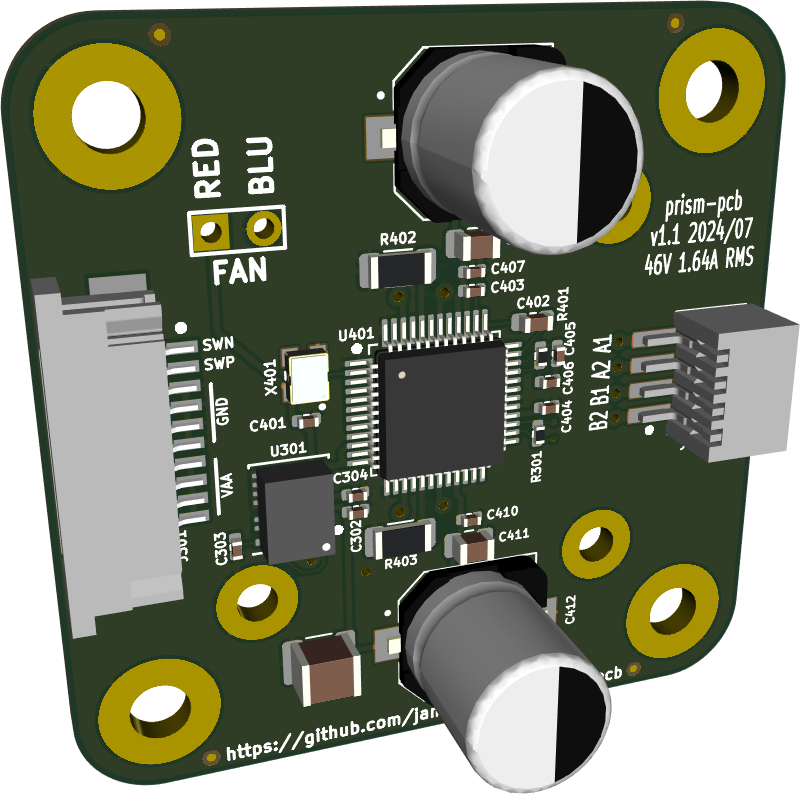 RED
BLU
FAN
prism-pcb
v1.1 2024/07
46V 1.64A RMS
R402
C407
C403
C402
R401
U401
C405
C406
C404
R301
X401
C401
SWN
SWP
GND
VAA
B2 B1 A2 A1
U301
C304
C302
C303
R403
C410
C411
C412
https://github.com/